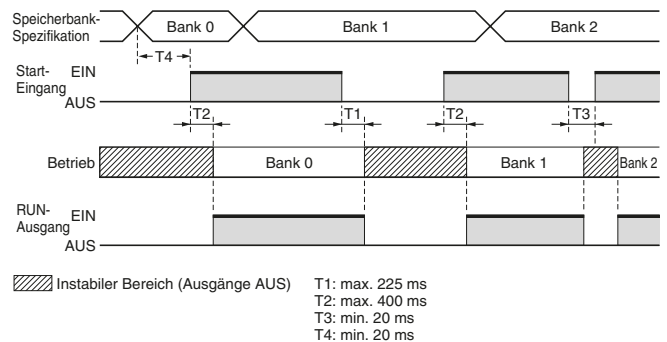 Speicherbank-
Spezifikation
Bank 0
Bank 1
Bank 2
T4
Start-
Eingang
EIN
AUS
T2
T1
T2
T3
Betrieb
Bank 0
Bank 1
Bank 2
RUN-
Ausgang
EIN
AUS
Instabiler Bereich (Ausgänge AUS)
T1: max. 225 ms
T2: max. 400 ms
T3: min. 20 ms
T4: min. 20 ms